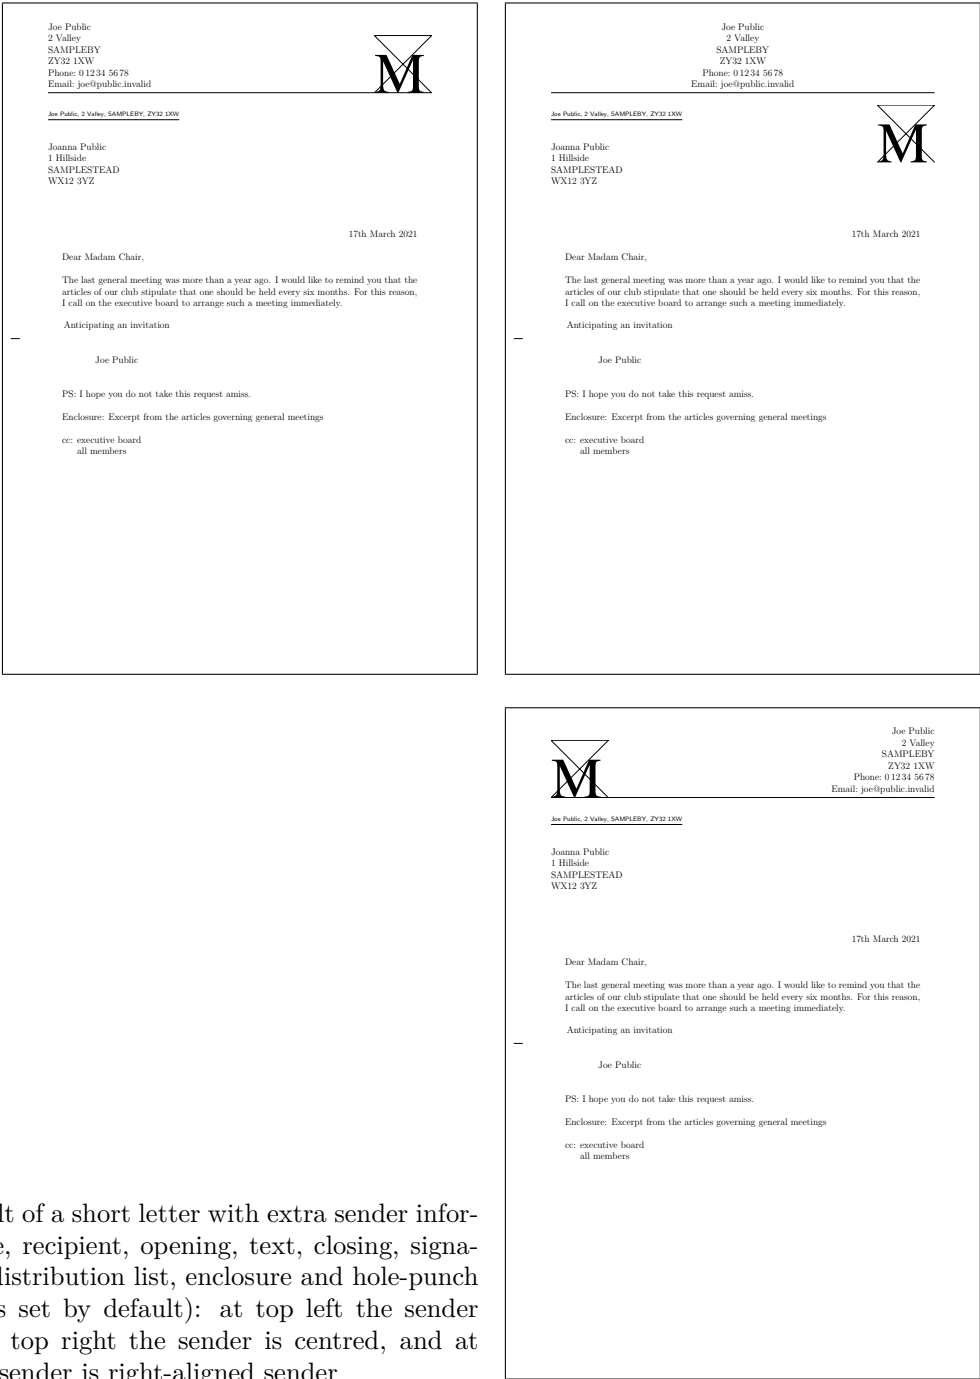 Joe Public
2 Valley
SAMPLEBY
ZY32 1XW
Phone: 0 12 34 56 78
Email: joe@public.invalid
M
Joe Public, 2 Valley, SAMPLEBY, ZY32 1XW
Joanna Public
1 Hillside
SAMPLESTEAD
WX12 3YZ
17th March 2021
Dear Madam Chair,
The last general meeting was more than a year ago. I would like to remind you that the
articles of our club stipulate that one should be held every six months. For this reason,
I call on the executive board to arrange such a meeting immediately.
Anticipating an invitation
Joe Public
PS: I hope you do not take this request amiss.
Enclosure: Excerpt from the articles governing general meetings
cc: executive board
all members
Joe Public
2 Valley
SAMPLEBY
ZY32 1XW
Phone: 0 12 34 56 78
Email: joe@public.invalid
Joe Public, 2 Valley, SAMPLEBY, ZY32 1XW
M
Joanna Public
1 Hillside
SAMPLESTEAD
WX12 3YZ
17th March 2021
Dear Madam Chair,
The last general meeting was more than a year ago. I would like to remind you that the
articles of our club stipulate that one should be held every six months. For this reason,
I call on the executive board to arrange such a meeting immediately.
Anticipating an invitation
Joe Public
PS: I hope you do not take this request amiss.
Enclosure: Excerpt from the articles governing general meetings
cc: executive board
all members
Joe Public
2 Valley
SAMPLEBY
ZY32 1XW
Phone: 0 12 34 56 78
Email: joe@public.invalid
M
Joe Public, 2 Valley, SAMPLEBY, ZY32 1XW
Joanna Public
1 Hillside
SAMPLESTEAD
WX12 3YZ
17th March 2021
Dear Madam Chair,
The last general meeting was more than a year ago. I would like to remind you that the
articles of our club stipulate that one should be held every six months. For this reason,
I call on the executive board to arrange such a meeting immediately.
Anticipating an invitation
Joe Public
PS: I hope you do not take this request amiss.
Enclosure: Excerpt from the articles governing general meetings
cc: executive board
all members
of a short letter with extra sender infor-
recipient, opening, text, closing, signa-
distribution list, enclosure and hole-punch
set by default): at top left the sender
top right the sender is centred, and at
sender is right-aligned sender